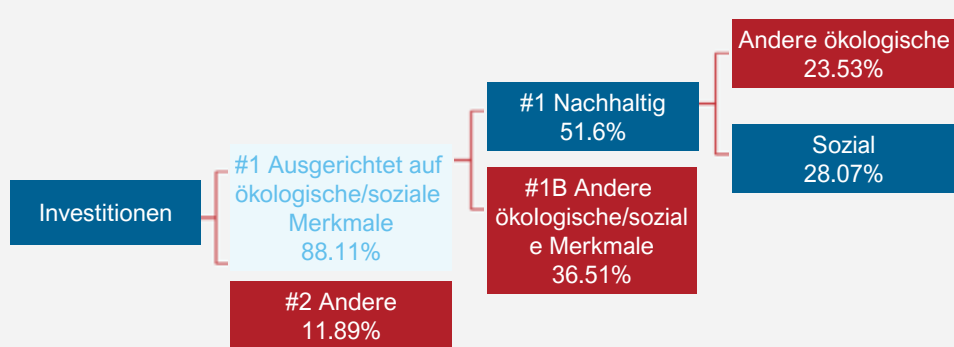 Investitionen
#1 Ausgerichtet auf
ökologische/soziale
Merkmale
88.11%
#2 Andere
11.89%
#1 Nachhaltig
51.6%
#1B Andere
ökologische/sozial
e Merkmale
36.51%
Andere ökologische
23.53%
Sozial
28.07%